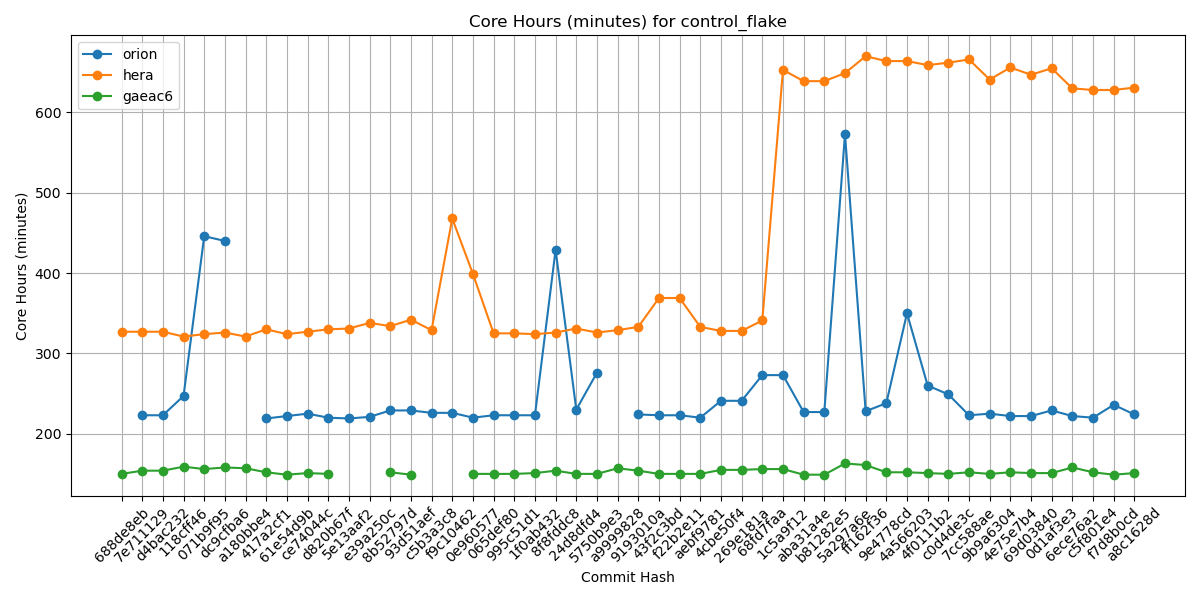 Core Hours (minutes) for control_flake
orion
hera
gaeac6
Core Hours (minutes)
600
500
400
300
200
688de8eb
7e711129
d4bac232
118cff46
071b9f95
dc9cfba6
a180bbe4
417a2cf1
61e54d9b
ce74044c
d820b67f
5e13aaf2
e39a250c
8b52797d
93d51aef
c5b3a3c8
f9c10462
0e960577
065def80
995c51d1
1f0ab432
24d8dfd4
5750b9e3
a9999828
9193010a
43f253bd
f22b2e11
aebf9781
4cbe50f4
269e181a
68fd7faa
1c5a9f12
aba31a4e
b81282e5
5a297a6e
ff162f36
9e4778cd
4a566203
c0d4de3c
7cc588ae
9b9a6304
4e75e7b4
69d03840
0d1af3e3
6ece76a2
c5f801e4
f7d8b0cd
a8c1628d
Commit Hash